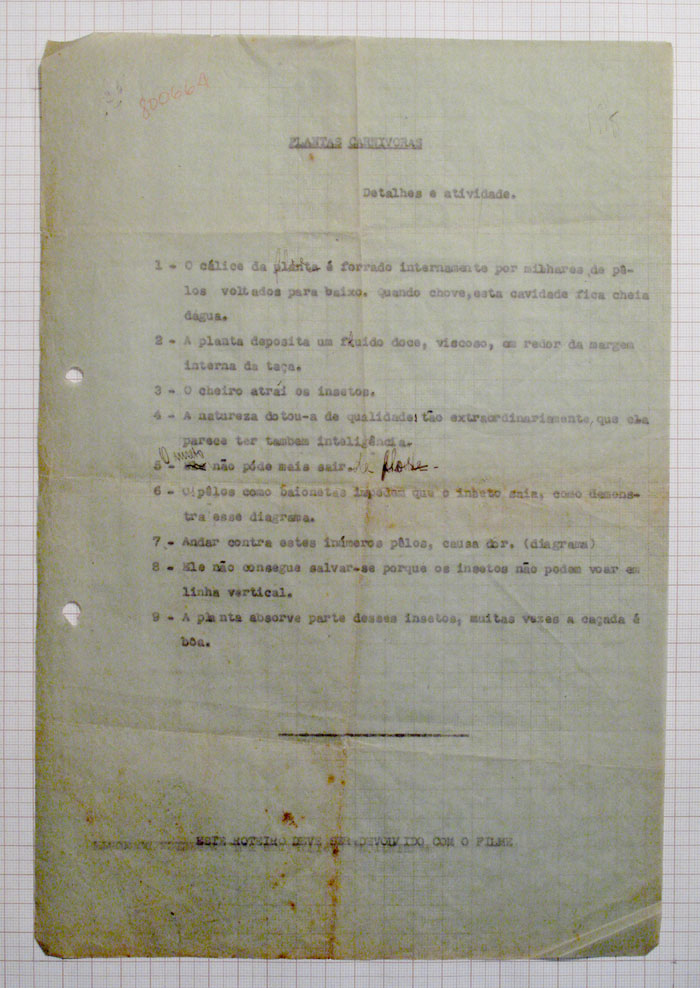 800664
PLANTAS CARNIVORAS
Detalhes e atividade.
1 - O cálice da planta é forrado internamente por milhares de pê-
los voltados para baixo. Quando chove, esta cavidade fica cheia
dágua.
2 - A planta deposita um fluido doce, viscoso, em redor da margem
interna da taça.
3 - O cheiro atraí os insetos.
4 - A natureza dotou-a de qualidade tão extraordinariamente, que ela
parece ter tambem inteligência.
5 - não póde mais sair. da flor.
6 - Os pêlos como baionetas impedem que o inseto saia, como demons-
tra esse diagrama.
7 - Andar contra estes inúmeros pêlos, causa dor. (diagrama)
8 - Ele não consegue salvar-se porque os insetos não podem voar em
linha vertical.
9 - A planta absorve parte desses insetos, muitas vezes a caçada é
bôa.
ESTE ROTEIRO DEVE SER DEVOLVIDO COM O FILME